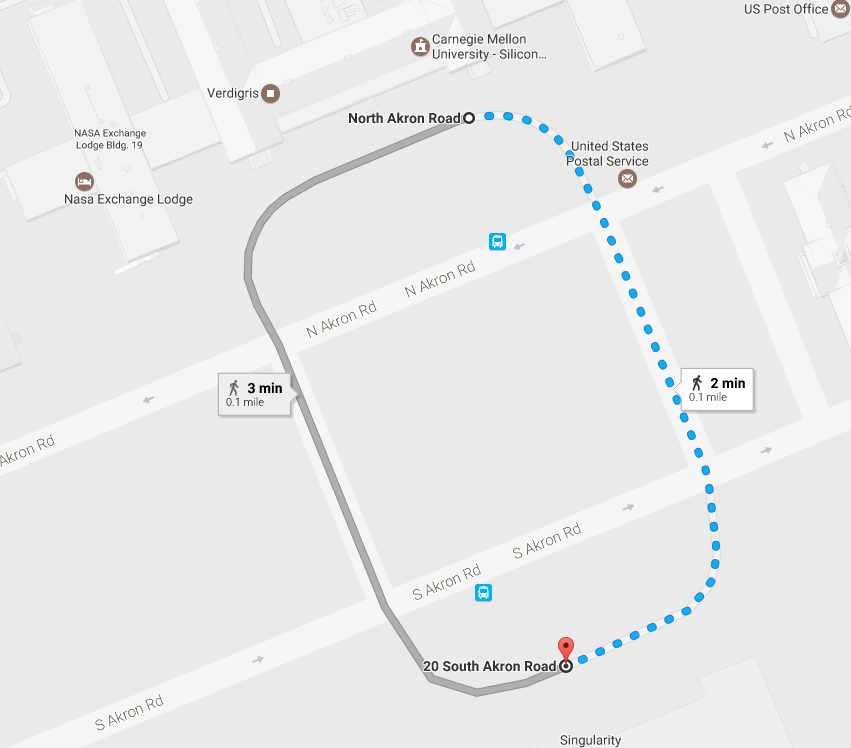 US Post Office
Carnegie Mellon
University - Silicon...
Verdigris
North Akron Road
N Akron Rd
NASA Exchange
Lodge Bldg. 19
United States
Postal Service
Nasa Exchange Lodge
N Akron Rd
N Akron Rd
3 min
0.1 mile
2 min
0.1 mile
Akron Rd
S Akron Rd
S Akron Rd
20 South Akron Road
S Akron Rd
Singularity